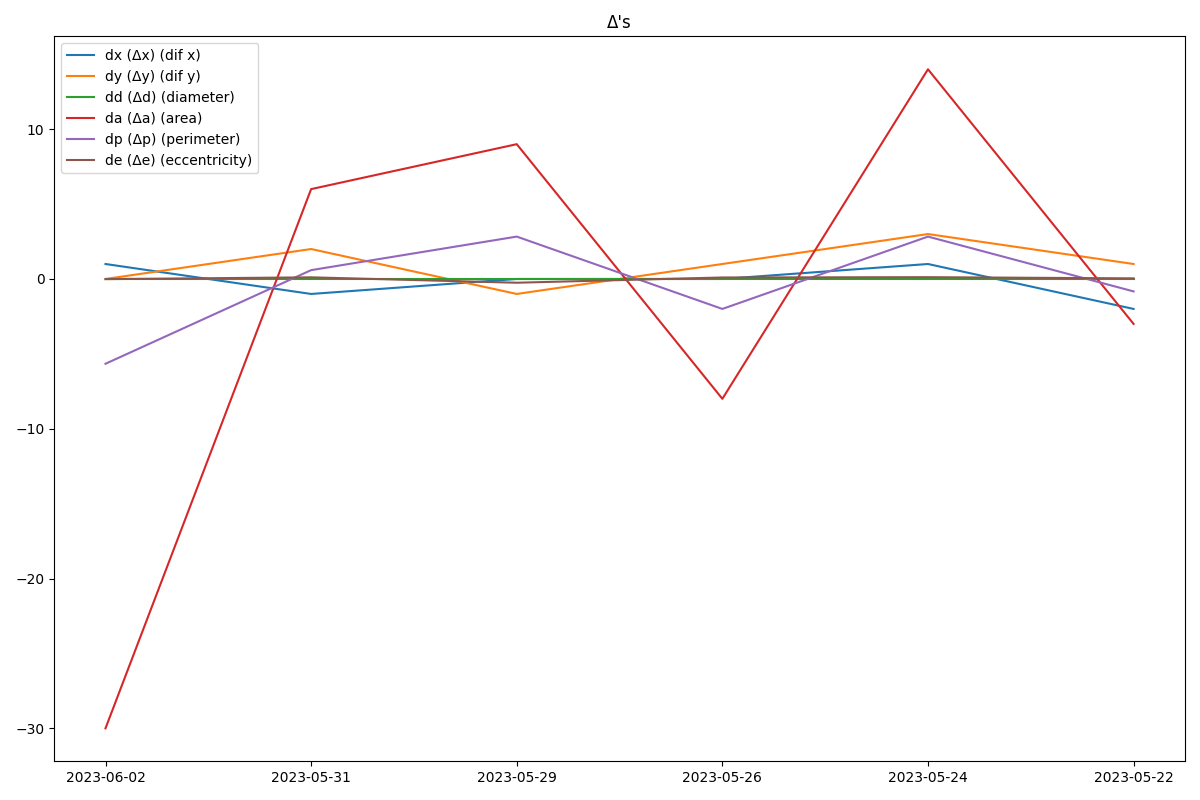 Δ's
dx (Δx) (dif x)
dy (Δy) (dif y)
dd (Δd) (diameter)
da (Δa) (area)
dp (Δp) (perimeter)
de (Δe) (eccentricity)
10
0
−10
−20
−30
2023-06-02 2023-05-31 2023-05-29 2023-05-26 2023-05-24 2023-05-22